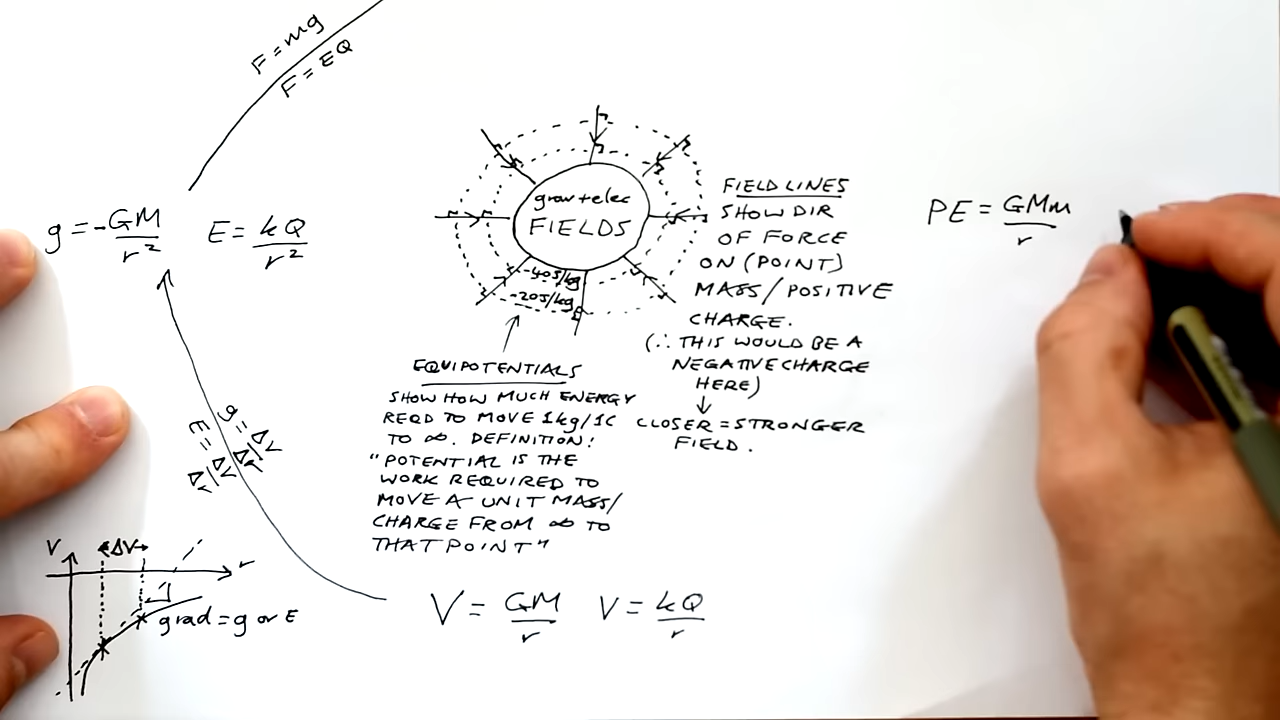 F = mg
F = EQ
g = -GM/r² E = kQ/r²
grav + elec
FIELDS
-40J/kg
-20J/kg
FIELD LINES
SHOW DIR
OF FORCE
ON (POINT)
MASS/POSITIVE
CHARGE.
(∴ THIS WOULD BE A
NEGATIVE CHARGE
HERE)
CLOSER = STRONGER
FIELD.
PE = GMm/r
EQUIPOTENTIALS
SHOW HOW MUCH ENERGY
REQD TO MOVE 1kg/1C
TO ∞. DEFINITION:
"POTENTIAL IS THE
WORK REQUIRED TO
MOVE A UNIT MASS/
CHARGE FROM ∞ TO
THAT POINT"
g = ΔV/Δr
E = ΔV/Δr
V ΔV r
grad = g or E
V = GM/r V = kQ/r